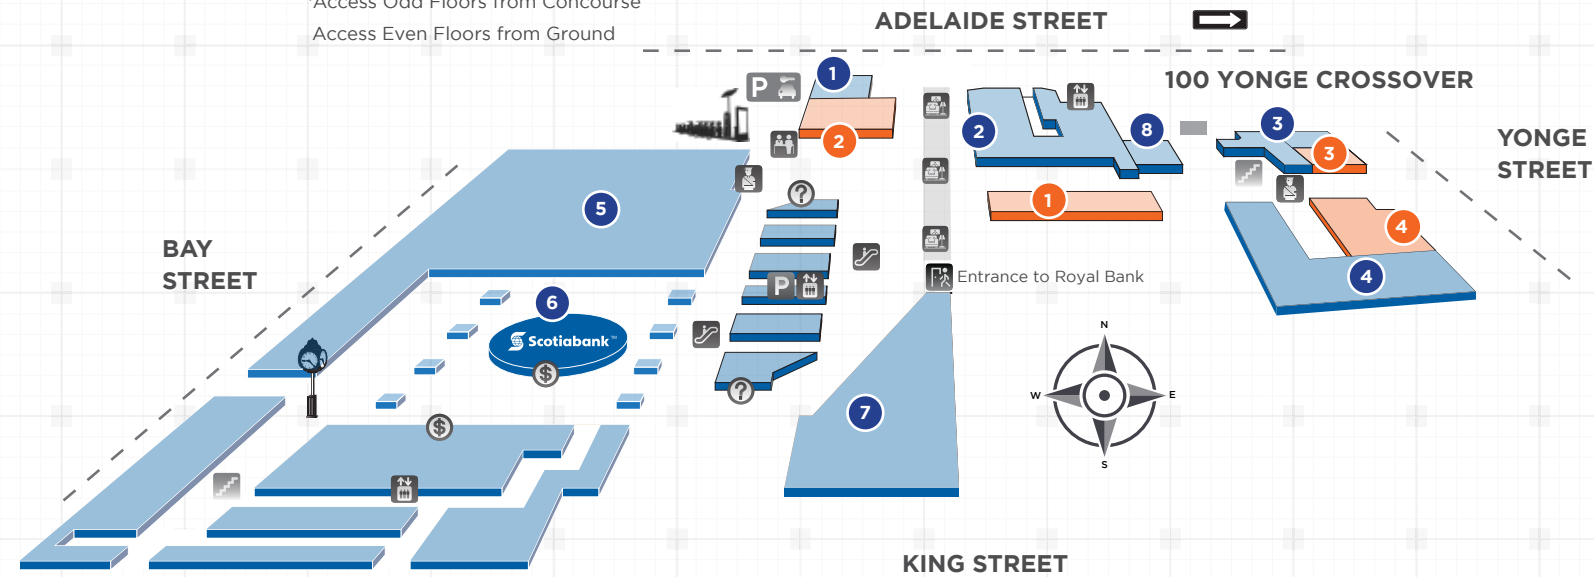 Access Odd Floors from Concourse
Access Even Floors from Ground
ADELAIDE STREET
100 YONGE CROSSOVER
YONGE
STREET
BAY
STREET
P
1
2
2
8
3
3
1
4
4
5
?
P
Entrance to Royal Bank
6
Scotiabank™
$
?
7
$
N
W
E
S
KING STREET